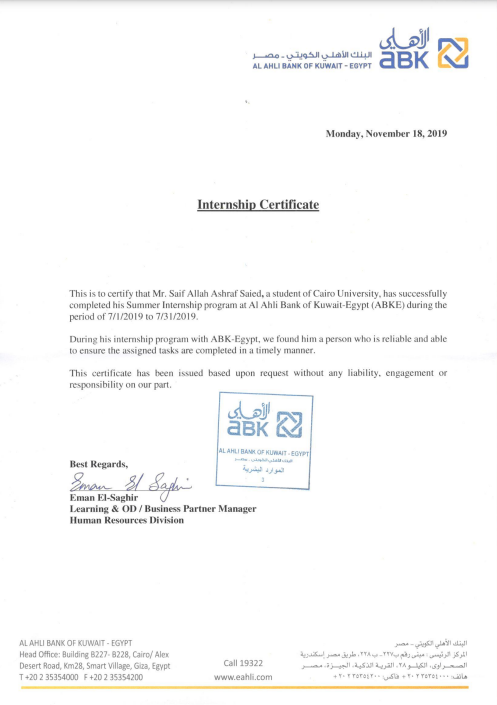 البنك الأهلي الكويتي - مصر
AL AHLI BANK OF KUWAIT - EGYPT
الأهلي
aBK
Monday, November 18, 2019
Internship Certificate
This is to certify that Mr. Saif Allah Ashraf Saied, a student of Cairo University, has successfully
completed his Summer Internship program at Al Ahli Bank of Kuwait-Egypt (ABKE) during the
period of 7/1/2019 to 7/31/2019.
During his internship program with ABK-Egypt, we found him a person who is reliable and able
to ensure the assigned tasks are completed in a timely manner.
This certificate has been issued based upon request without any liability, engagement or
responsibility on our part.
الأهلي
aBK
AL AHLI BANK OF KUWAIT - EGYPT
البنك الأهلي الكويتي - مصر
الموارد البشرية
3
Best Regards,
Eman El Saghir
Eman El-Saghir
Learning & OD / Business Partner Manager
Human Resources Division
AL AHLI BANK OF KUWAIT - EGYPT
Head Office: Building B227- B228, Cairo/ Alex
Desert Road, Km28, Smart Village, Giza, Egypt
T +20 2 35354000 F +20 2 35354200
Call 19322
www.eahli.com
البنك الأهلي الكويتي - مصر
المركز الرئيسي : مبنى رقم ب٢٢٧- ب ٢٢٨، طريق مصر إسكندرية
الصحراوى، الكيلو ٢٨، القرية الذكية، الجيزة، مصر
هاتف: ٣٥٣٥٤٠٠٠ ٢ ٢٠ + فاكس: ٣٥٣٥٤٢٠٠ ٢ ٢٠ +